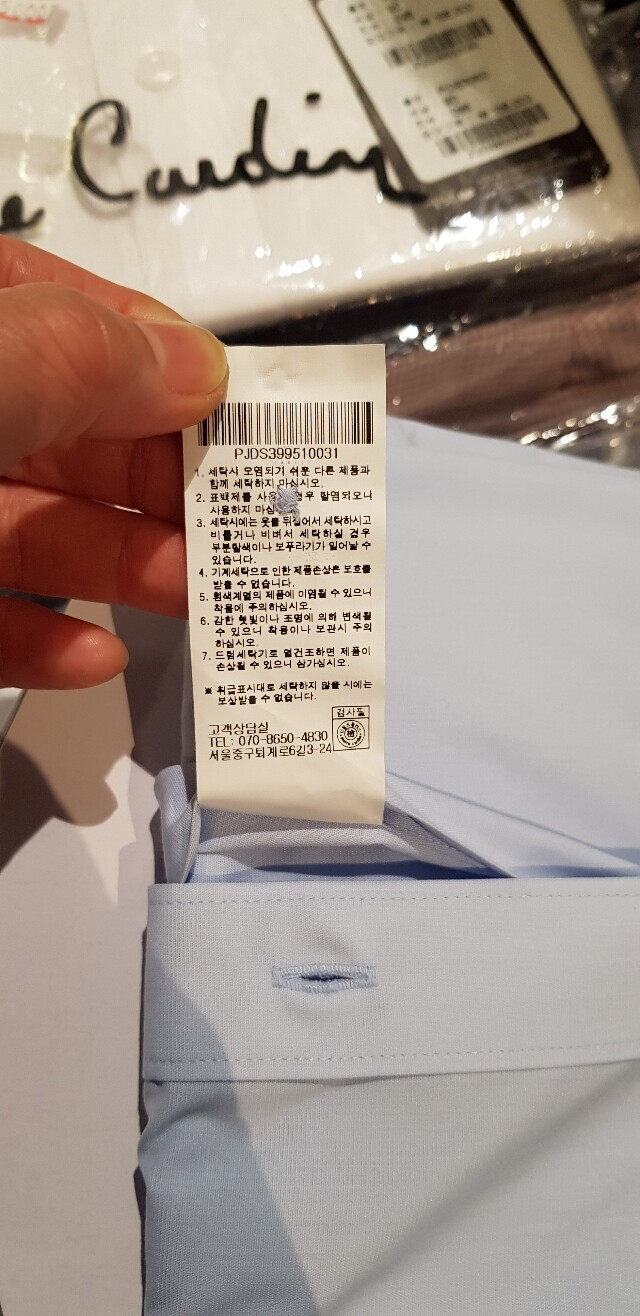 e Cardin
PJDS399510031
1. 세탁시 오염되기 쉬운 다른 제품과
함께 세탁하지 마십시오.
2. 표백제를 경우 탈염되오니
사용하지
3. 세탁시에는 옷을 뒤집어서 세탁하시고
비틀거나 비벼서 세탁하실 경우
부분탈색이나 보푸라기가 일어날 수
있습니다.
4. 기계세탁으로 인한 제품손상은 보호를
받을 수 없습니다.
5. 흰색계열의 제품에 이염될 수 있으니
착용에 주의하십시오.
6. 강한 햇빛이나 조명에 의해 변색될
수 있으니 착용이나 보관시 주의
하십시오.
7. 드럼세탁기로 열건조하면 제품이
손상될 수 있으니 삼가십시오.
※ 취급표시대로 세탁하지 않을 시에는
보상받을 수 없습니다.
검사필
고객상담실
TEL: 070-8650-4830
서울중구퇴계로6길3-24